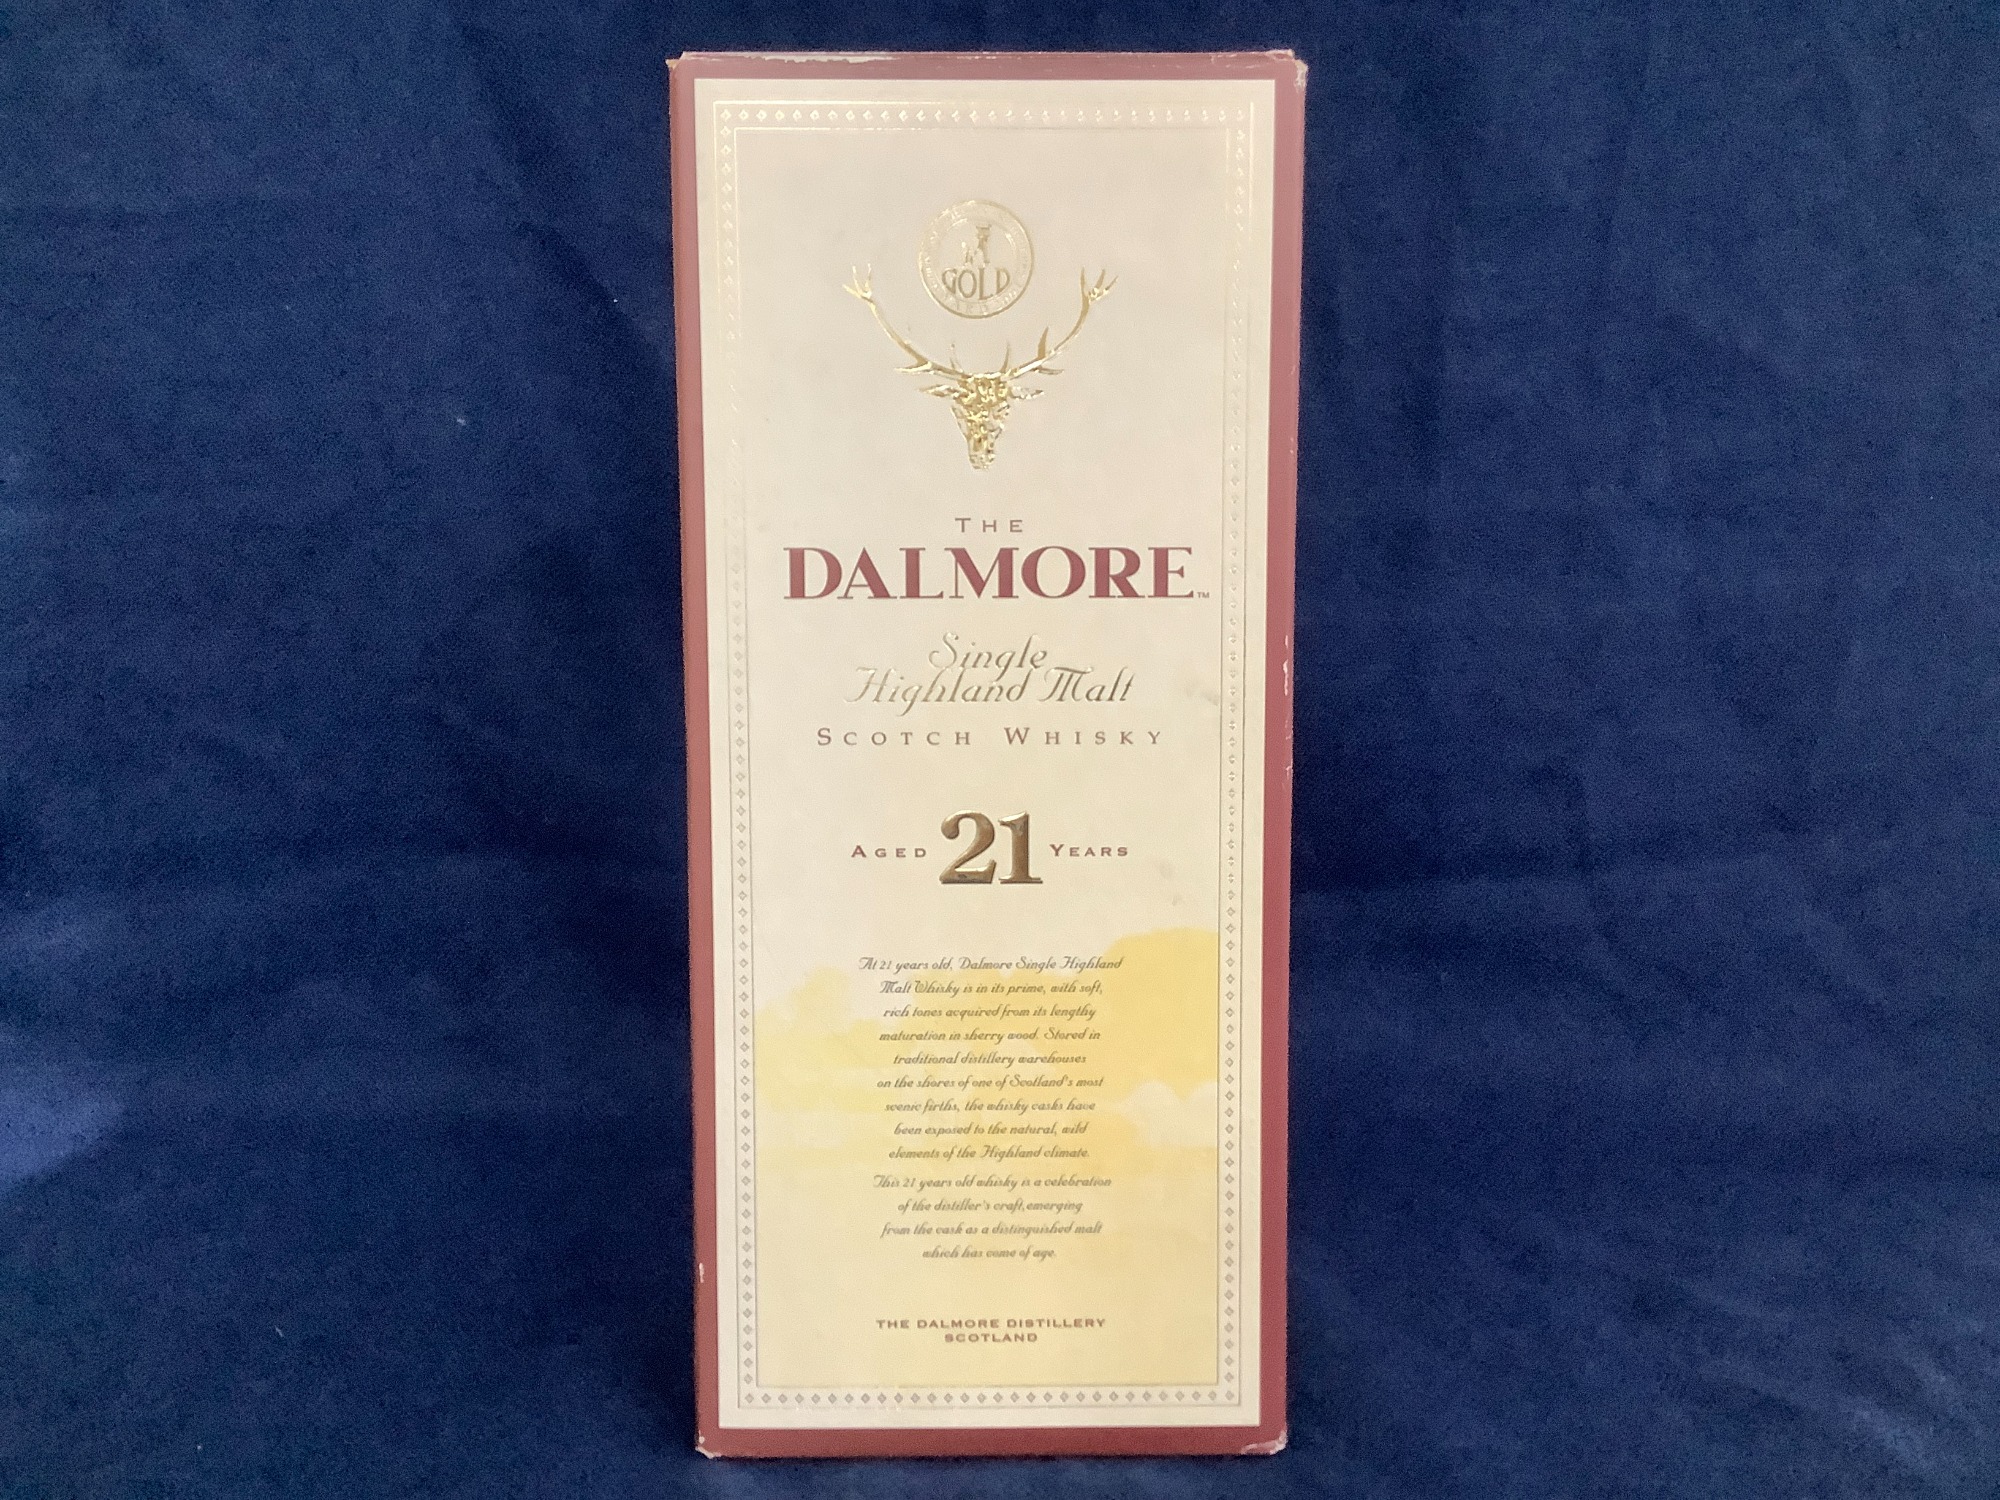 GOLD
THE
DALMORE™
Single
Highland Malt
SCOTCH WHISKY
AGED 21 YEARS
At 21 years old, Dalmore Single Highland
Malt Whisky is in its prime, with soft,
rich tones acquired from its lengthy
maturation in sherry wood. Stored in
traditional distillery warehouses
on the shores of one of Scotland's most
scenic firths, the whisky casks have
been exposed to the natural, wild
elements of the Highland climate.
This 21 years old whisky is a celebration
of the distiller's craft, emerging
from the cask as a distinguished malt
which has come of age.
THE DALMORE DISTILLERY
SCOTLAND